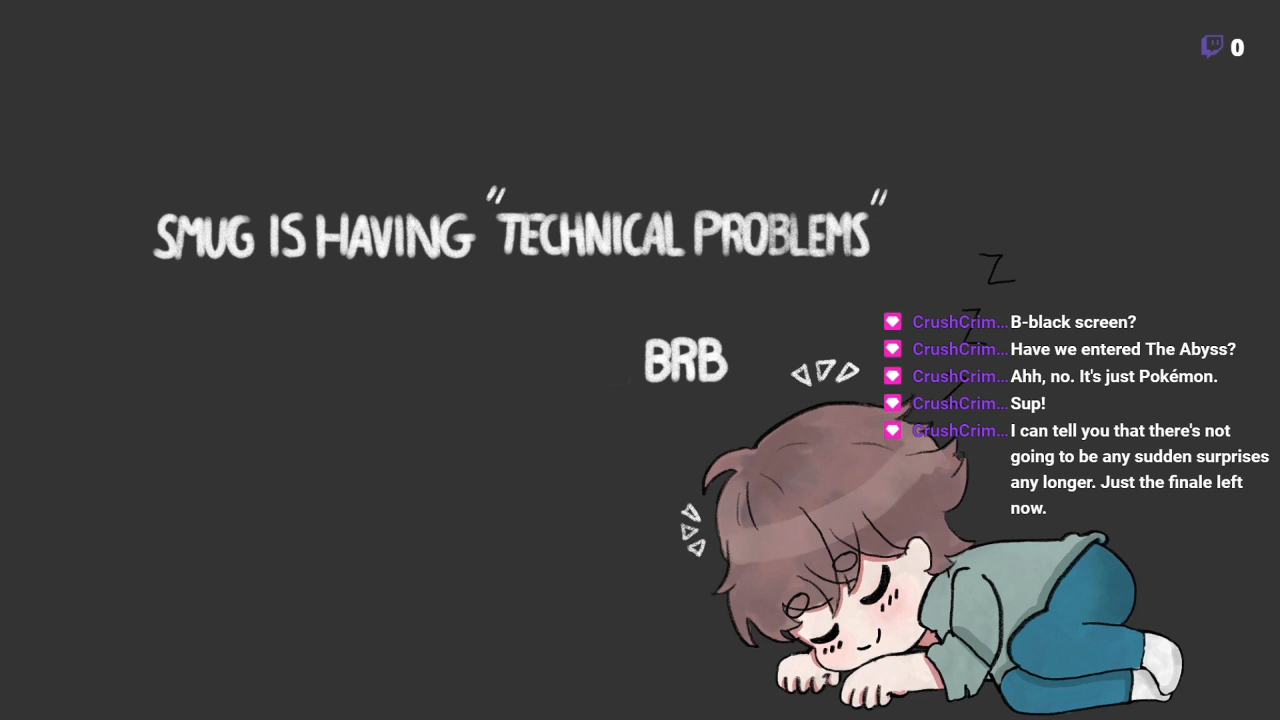 0
SMUG IS HAVING "TECHNICAL PROBLEMS"
Z
Z
BRB
CrushCrim... B-black screen?
CrushCrim... Have we entered The Abyss?
CrushCrim... Ahh, no. It's just Pokémon.
CrushCrim... Sup!
CrushCrim... I can tell you that there's not
going to be any sudden surprises
any longer. Just the finale left
now.